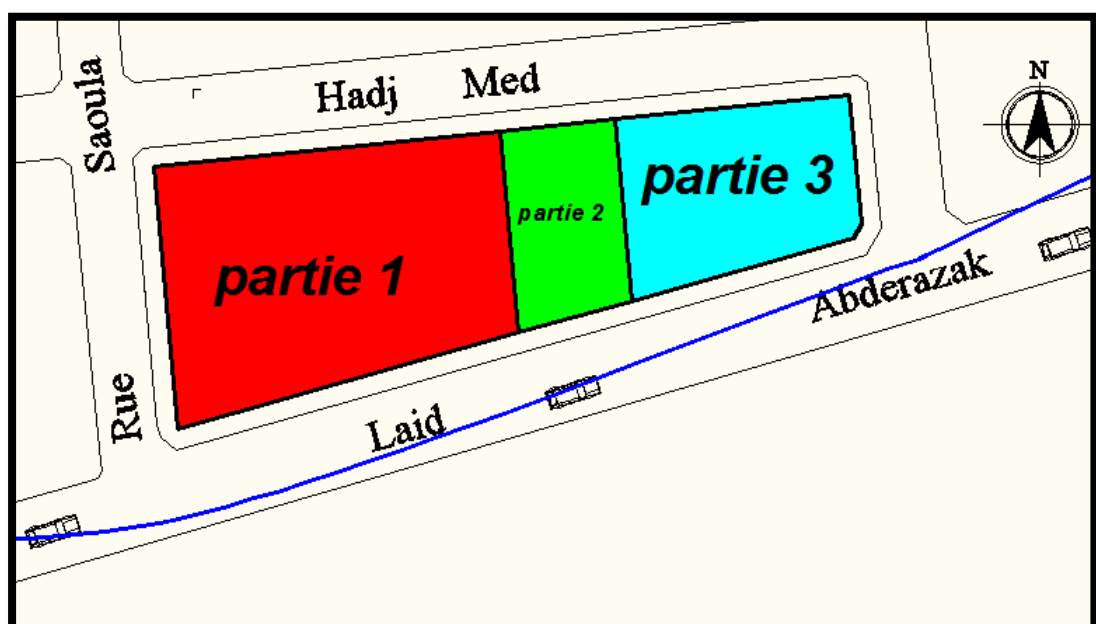 Hadj Med
N
Rue Saoula
partie 1
partie 2
partie 3
Laid Abderazak